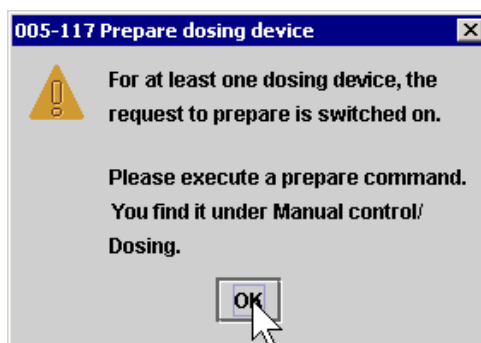 005-117 Prepare dosing device
For at least one dosing device, the
request to prepare is switched on.
Please execute a prepare command.
You find it under Manual control/
Dosing.
OK